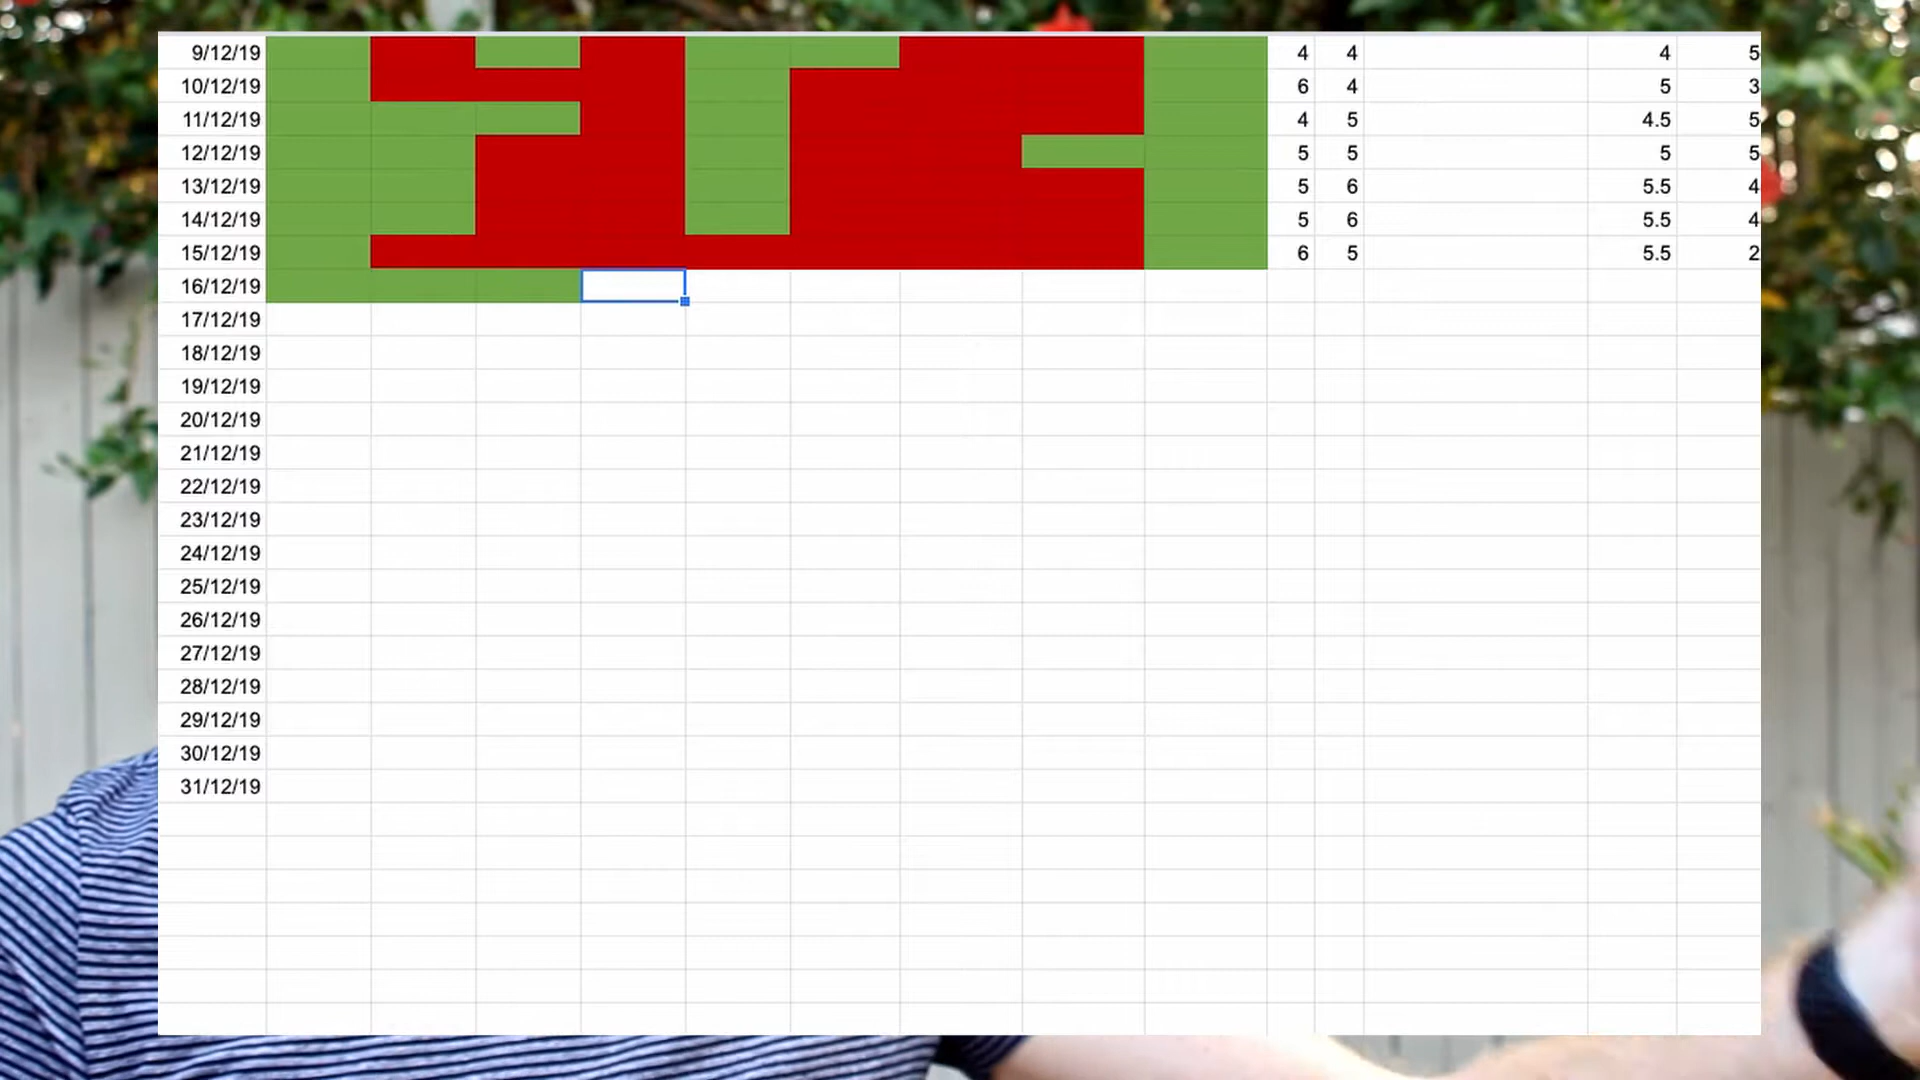 9/12/19 4 4 4 5
10/12/19 6 4 5 3
11/12/19 4 5 4.5 5
12/12/19 5 5 5 5
13/12/19 5 6 5.5 4
14/12/19 5 6 5.5 4
15/12/19 6 5 5.5 2
16/12/19
17/12/19
18/12/19
19/12/19
20/12/19
21/12/19
22/12/19
23/12/19
24/12/19
25/12/19
26/12/19
27/12/19
28/12/19
29/12/19
30/12/19
31/12/19